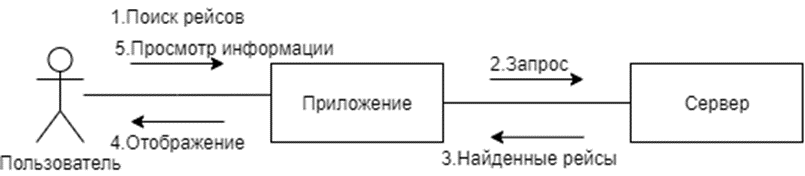 1.Поиск рейсов
5.Просмотр информации
2.Запрос
Приложение
Сервер
4.Отображение
3.Найденные рейсы
Пользователь